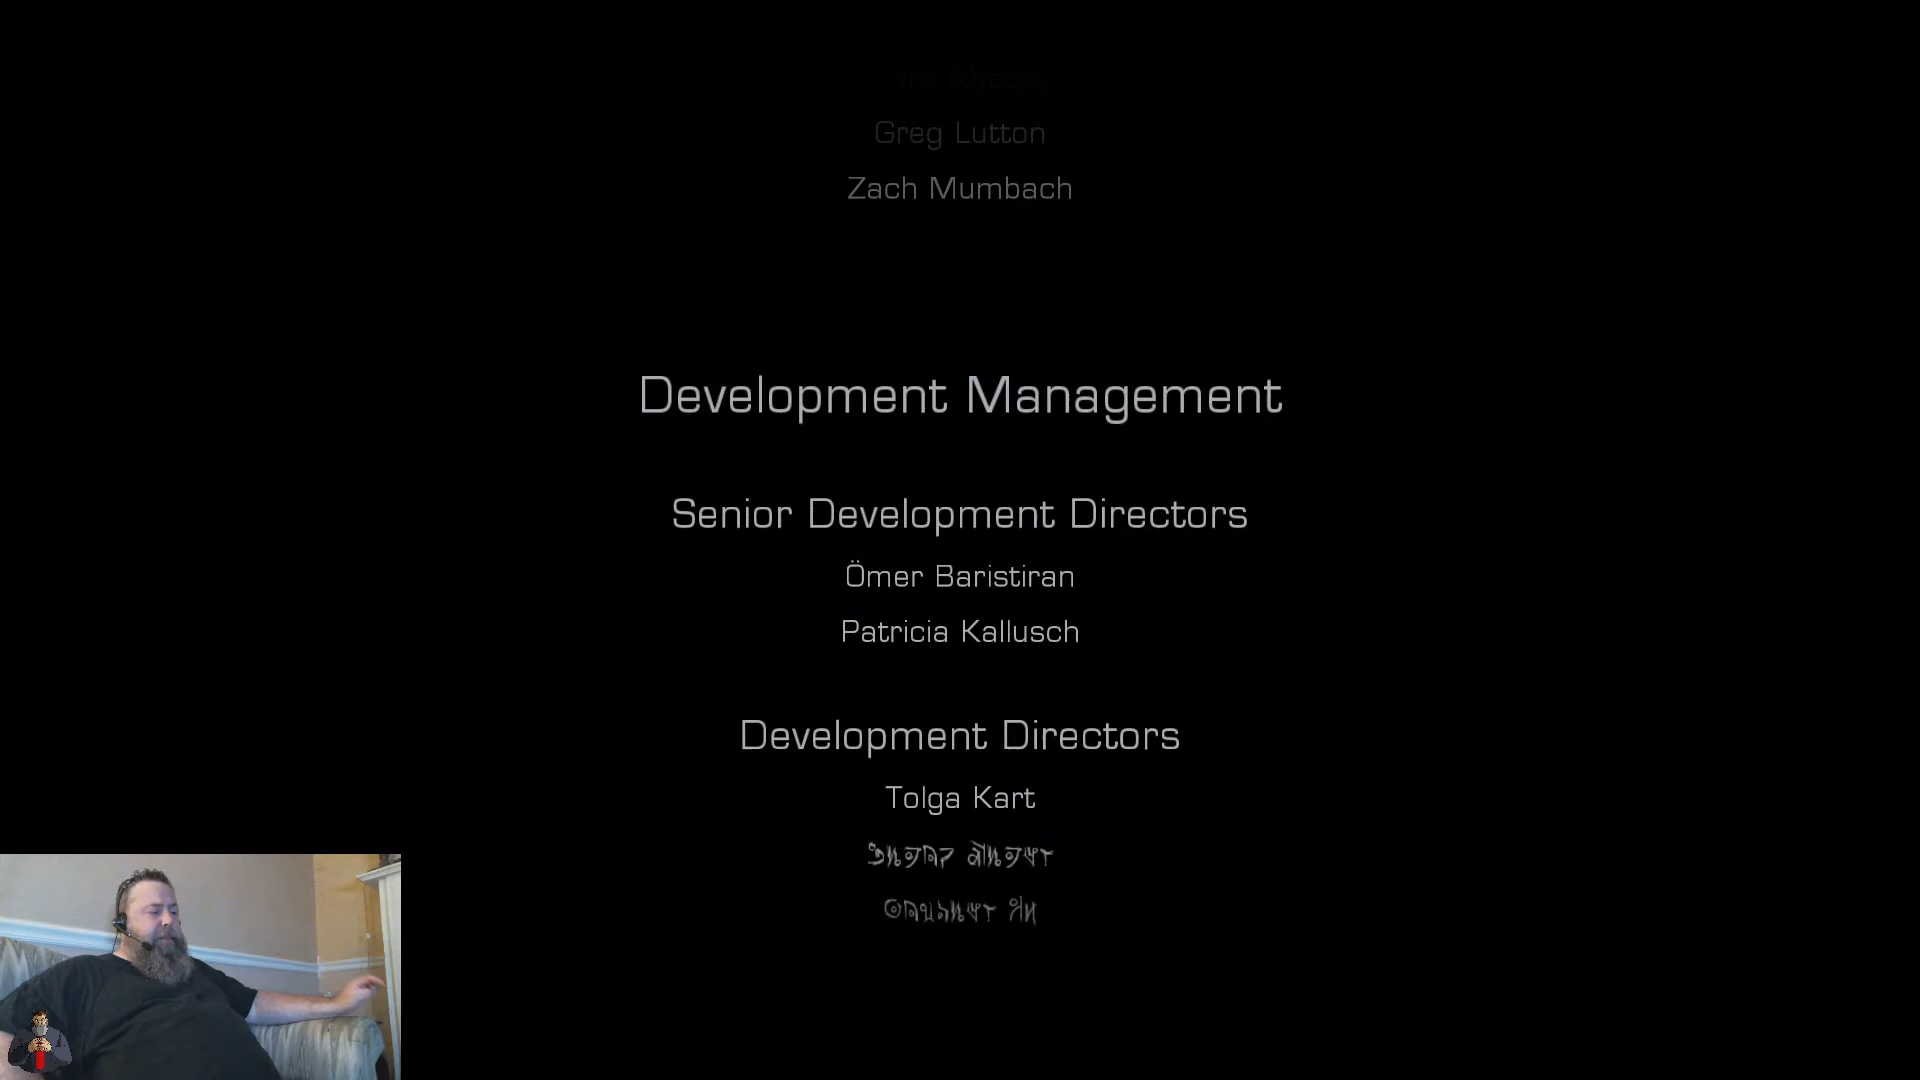 Greg Lutton
Zach Mumbach
Development Management
Senior Development Directors
Ömer Baristiran
Patricia Kallusch
Development Directors
Tolga Kart